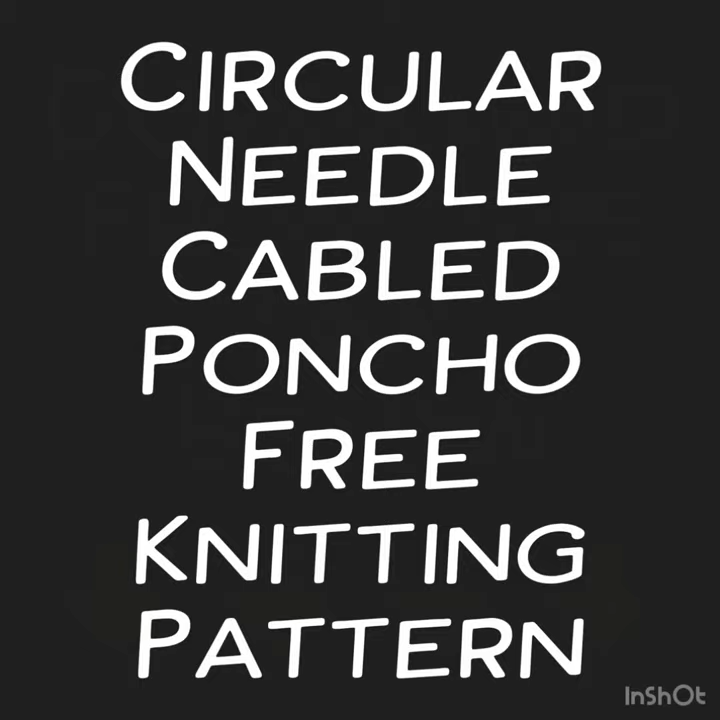 CIRCULAR
NEEDLE
CABLED
PONCHO
FREE
KNITTING
PATTERN
InShOt